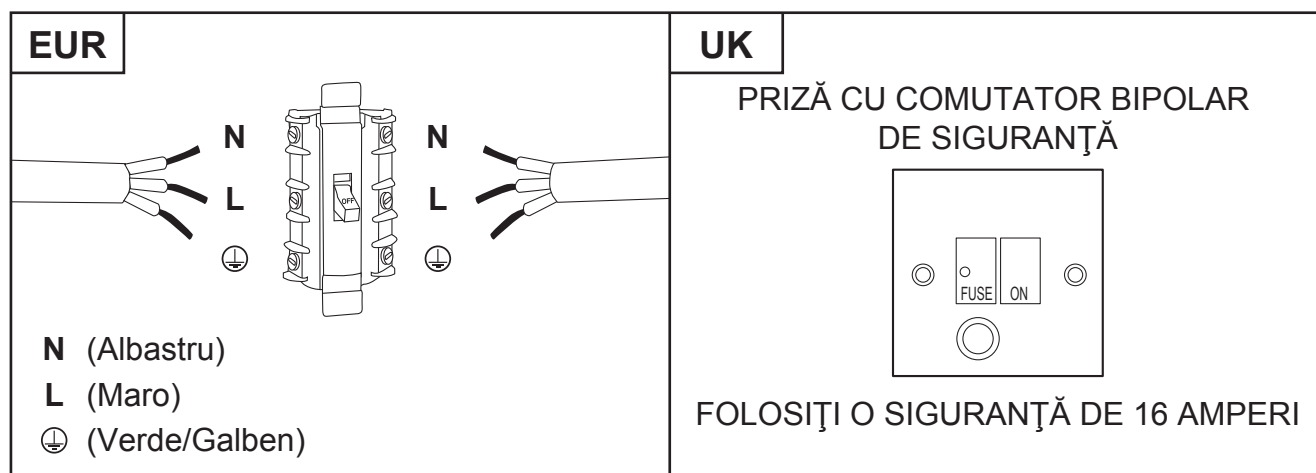 EUR
N
L
N
L
OFF
N (Albastru)
L (Maro)
(Verde/Galben)
UK
PRIZĂ CU COMUTATOR BIPOLAR
DE SIGURANŢĂ
FUSE ON
FOLOSIŢI O SIGURANŢĂ DE 16 AMPERI